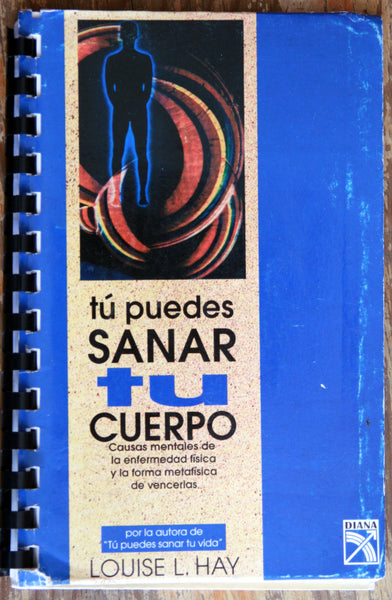 tú puedes
SANAR
tu
CUERPO
Causas mentales de
la enfermedad física
y la forma metafísica
de vencerlas.
por la autora de
"Tú puedes sanar tu vida"
LOUISE L. HAY
DIANA